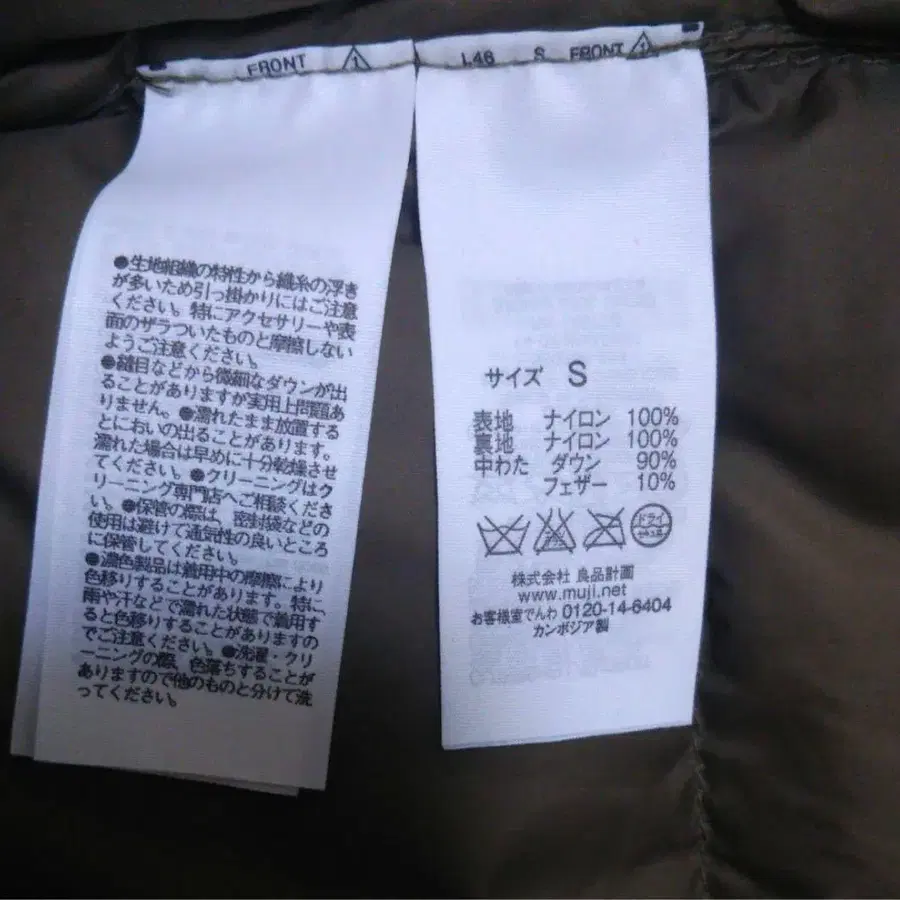 FRONT 1
●生地組織の特性から織糸の浮き
が多いため引っ掛かりにはご注意
ください。特にアクセサリーや表
面のザラついたものと摩擦しない
ようご注意ください。
●縫目などから微細なダウンが出
ることがありますが実用上問題あ
りません。●濡れたまま放置する
とにおいの出ることがあります。
濡れた場合は早めに十分乾燥させ
てください。●クリーニングはク
リーニング専門店へご相談くださ
い。●保管の際は、密封袋などの
使用は避けて通気性の良いところ
に保管してください。
●濃色製品は着用中の摩擦により
色移りすることがあります。特に、
雨や汗などで濡れた状態で着用す
ると色移りすることがありますの
でご注意ください。●洗濯・クリ
ーニングの際、色落ちすることが
ありますので他のものと分けて洗
ってください。
L46 S FRONT 1
サイズ S
表地 ナイロン 100%
裏地 ナイロン 100%
中わた ダウン 90%
フェザー 10%
ドライ
株式会社 良品計画
www.muji.net
お客様室でんわ 0120-14-6404
カンボジア製